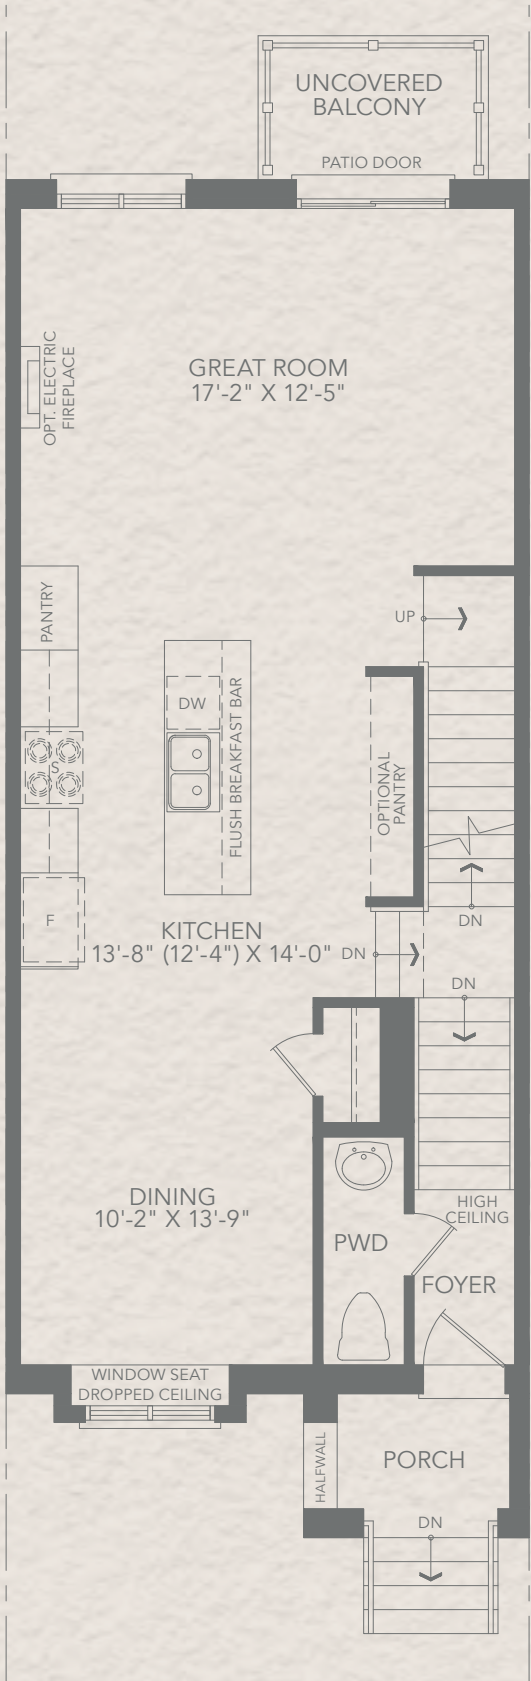 UNCOVERED
BALCONY
PATIO DOOR
OPT. ELECTRIC
FIREPLACE
GREAT ROOM
17'-2" X 12'-5"
PANTRY
UP
DW
FLUSH BREAKFAST BAR
S
OPTIONAL
PANTRY
F
KITCHEN
13'-8" (12'-4") X 14'-0"
DN
DN
DN
DINING
10'-2" X 13'-9"
HIGH
CEILING
PWD
FOYER
WINDOW SEAT
DROPPED CEILING
HALFWALL
PORCH
DN